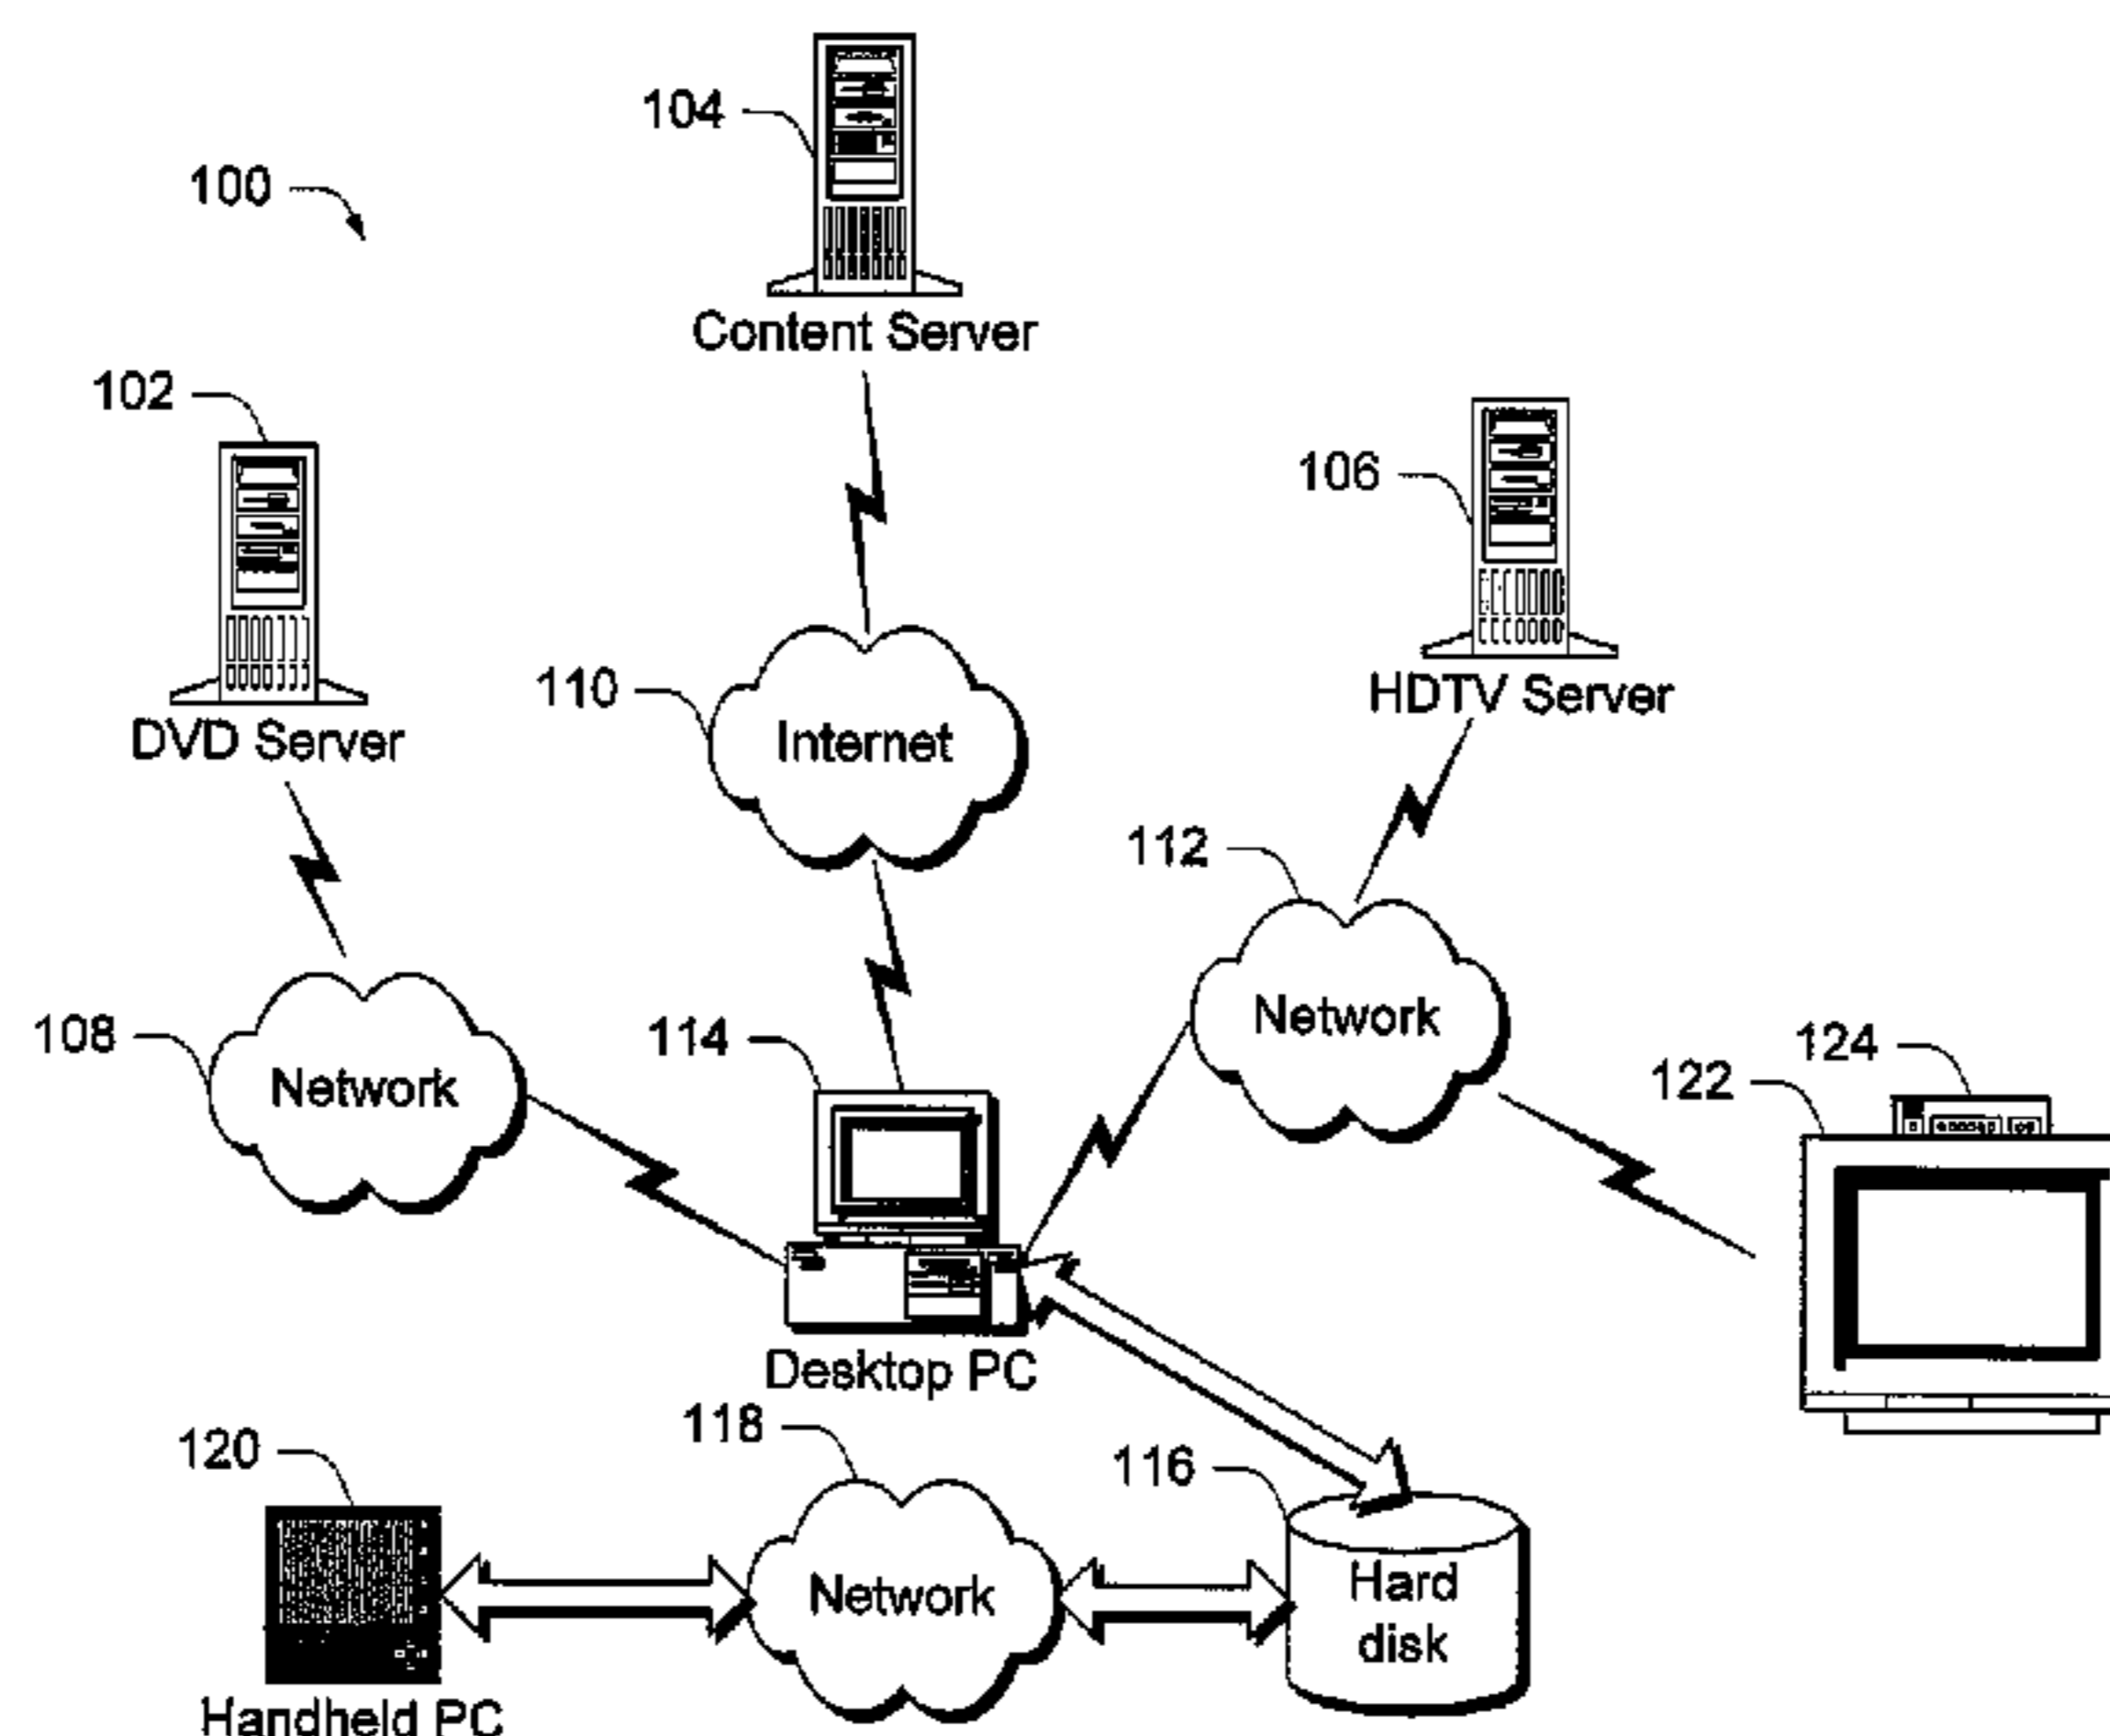 104
100
Content Server
102
106
DVD Server
110
Internet
HDTV Server
112
108
Network
114
Network
124
122
Desktop PC
118
120
116
Network
Hard
disk
Handheld PC